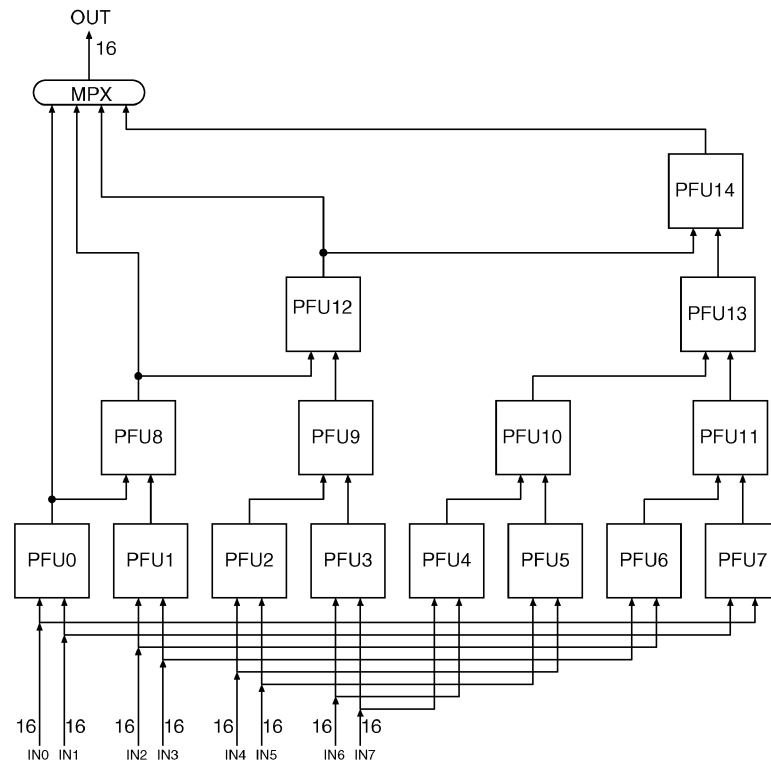 OUT
16
MPX
PFU14
PFU12
PFU13
PFU8
PFU9
PFU10
PFU11
PFU0
PFU1
PFU2
PFU3
PFU4
PFU5
PFU6
PFU7
16
16
16
16
16
16
16
16
IN0
IN1
IN2
IN3
IN4
IN5
IN6
IN7